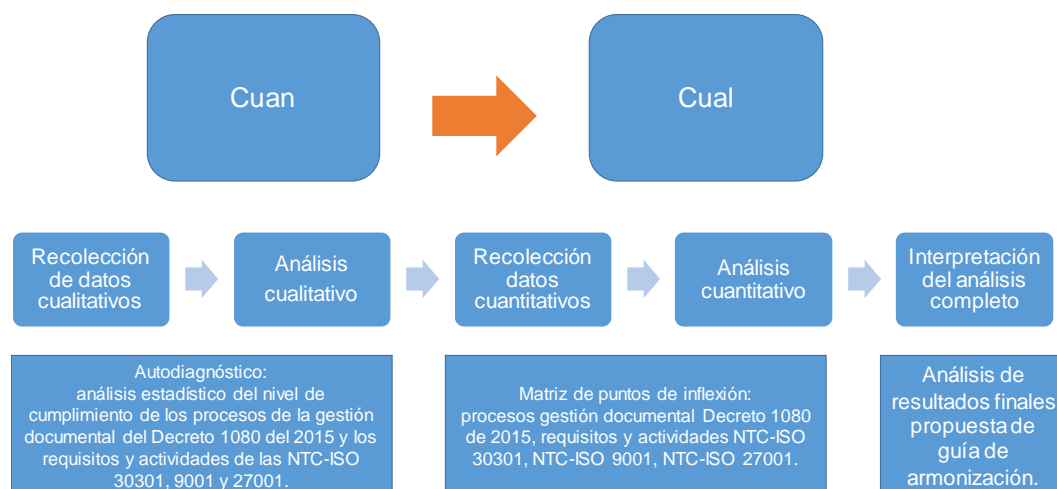 Cuan
Cual
Recolección
de datos
cualitativos
Análisis
cualitativo
Recolección
datos
cuantitativos
Análisis
cuantitativo
Interpretación
del análisis
completo
Autodiagnóstico:
análisis estadístico del nivel de
cumplimiento de los procesos de la gestión
documental del Decreto 1080 del 2015 y los
requisitos y actividades de las NTC-ISO
30301, 9001 y 27001.
Matriz de puntos de inflexión:
procesos gestión documental Decreto 1080
de 2015, requisitos y actividades NTC-ISO
30301, NTC-ISO 9001, NTC-ISO 27001.
Análisis de
resultados finales
propuesta de
guía de
armonización.